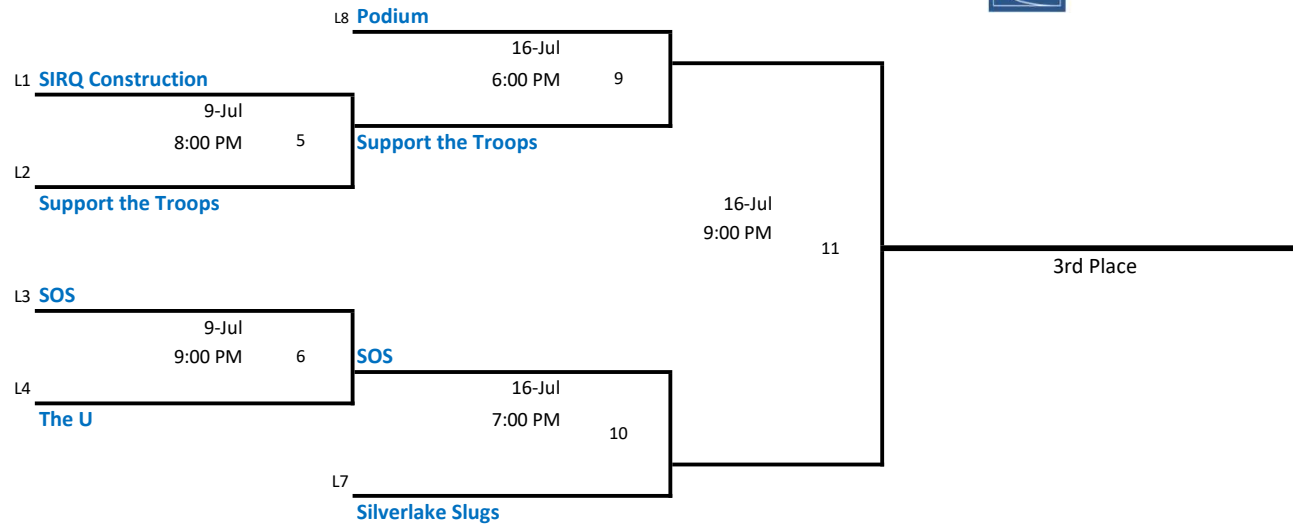 L8 Podium
16-Jul
6:00 PM 9
L1 SIRQ Construction
9-Jul
8:00 PM 5
Support the Troops
L2
Support the Troops
16-Jul
9:00 PM
11
3rd Place
L3 SOS
9-Jul
9:00 PM 6
SOS
L4
The U
16-Jul
7:00 PM
10
L7
Silverlake Slugs